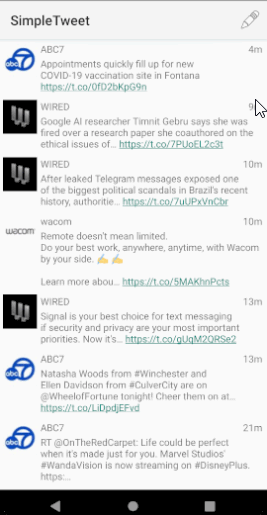 SimpleTweet
ABC7 4m
Appointments quickly fill up for new
COVID-19 vaccination site in Fontana
https://t.co/0fD2bKpG9n
WIRED
Google AI researcher Timnit Gebru says she was
fired over a research paper she coauthored on the
ethical issues of… https://t.co/7PUoEL2c3t
WIRED 10m
After leaked Telegram messages exposed one
of the biggest political scandals in Brazil's recent
history, authoritie… https://t.co/7uUPxVnCbr
wacom 10m
wacom
Remote doesn't mean limited.
Do your best work, anywhere, anytime, with Wacom
by your side. ✍️ ✍️
Learn more abou… https://t.co/5MAKhnPcts
WIRED 13m
Signal is your best choice for text messaging
if security and privacy are your most important
priorities. Now it's… https://t.co/gUqM2QRSe2
ABC7 13m
Natasha Woods from #Winchester and
Ellen Davidson from #CulverCity are on
@WheelofFortune tonight! Cheer them on at…
https://t.co/LiDpdjEFvd
ABC7 21m
RT @OnTheRedCarpet: Life could be perfect
when it's made just for you. Marvel Studios'
#WandaVision is now streaming on #DisneyPlus.
https:…